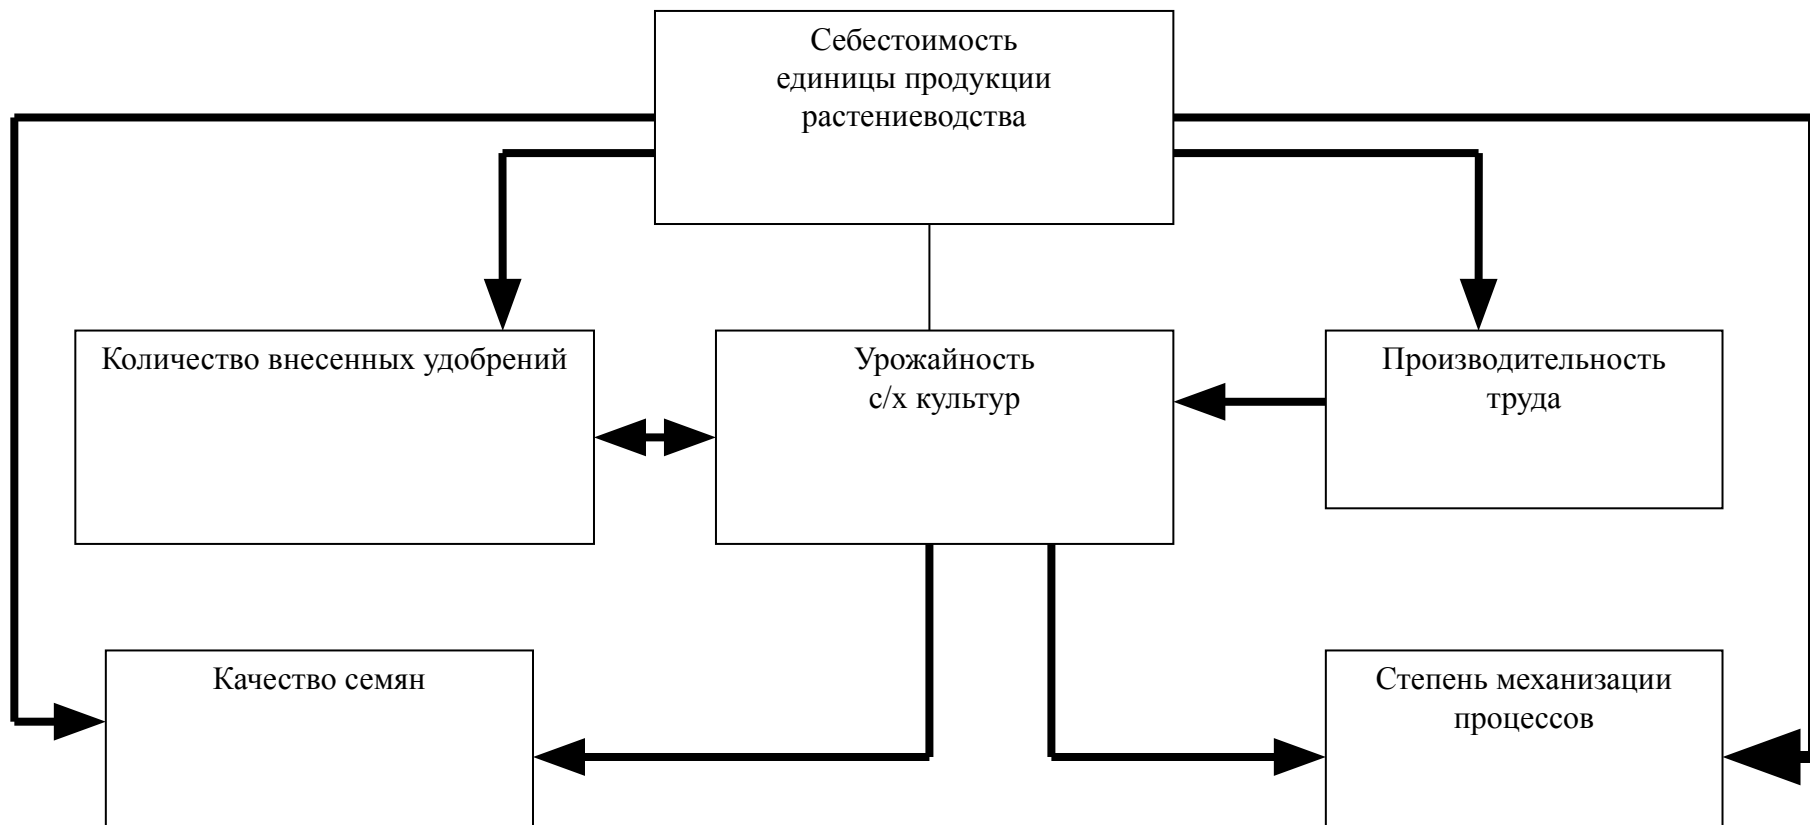 Себестоимость
единицы продукции
растениеводства
Количество внесенных удобрений
Урожайность
с/х культур
Производительность
труда
Качество семян
Степень механизации
процессов